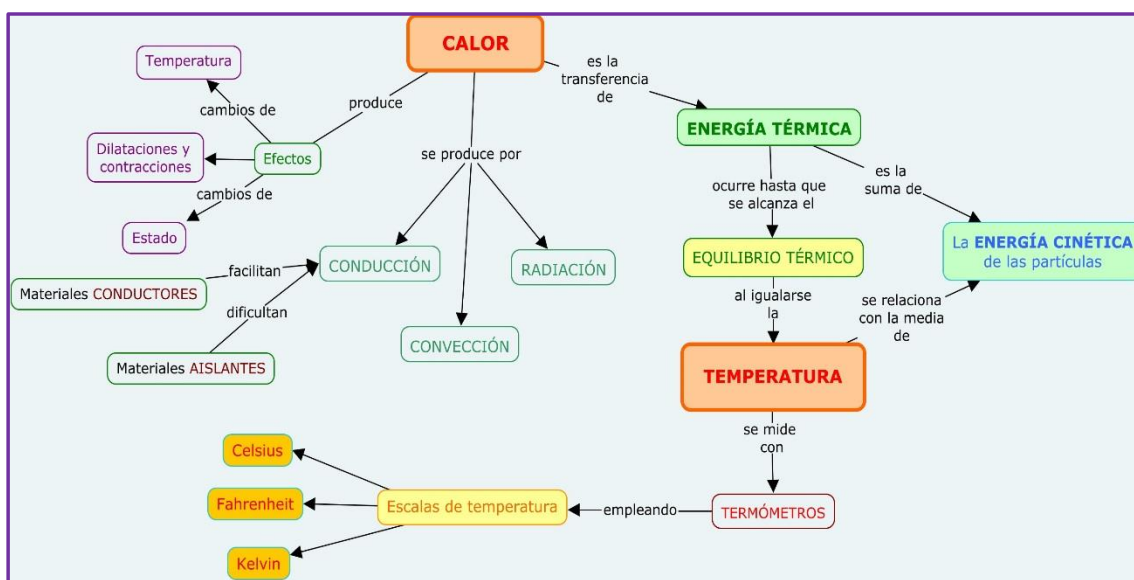 CALOR
es la
transferencia
de
Temperatura
cambios de
produce
ENERGÍA TÉRMICA
Dilataciones y
contracciones
Efectos
se produce por
es la
suma de
cambios de
ocurre hasta que
se alcanza el
Estado
La ENERGÍA CINÉTICA
de las partículas
CONDUCCIÓN
RADIACIÓN
EQUILIBRIO TÉRMICO
facilitan
Materiales CONDUCTORES
dificultan
al igualarse
la
se relaciona
con la media
de
CONVECCIÓN
Materiales AISLANTES
TEMPERATURA
se mide
con
Celsius
Fahrenheit
Escalas de temperatura
empleando
TERMÓMETROS
Kelvin